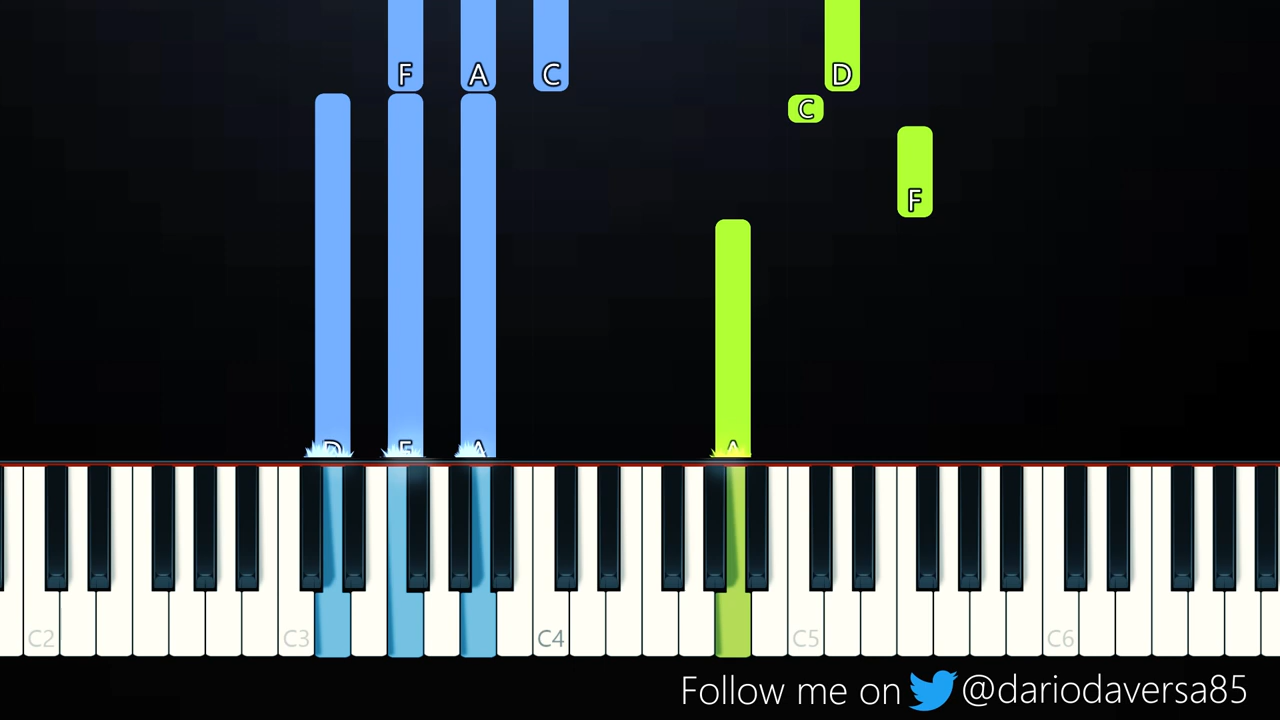 F A C D
C
F
D F A A
C2 C3 C4 C5 C6
Follow me on @dariodaversa85